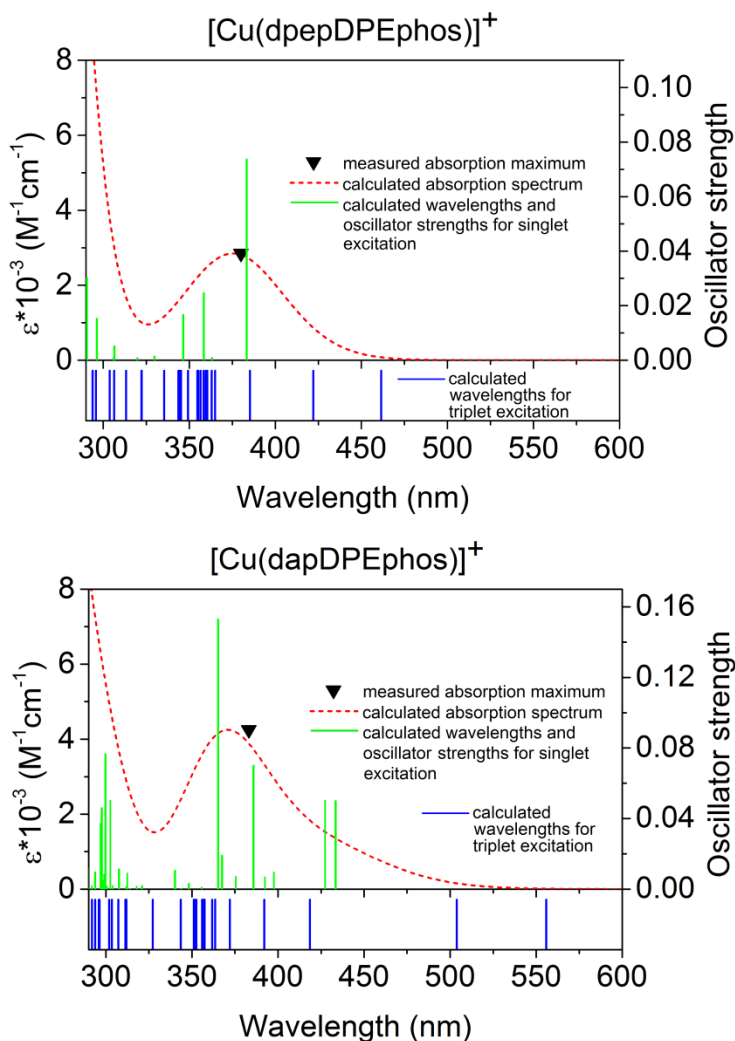 [Cu(dpepDPEphos)]⁺
8
6
4
2
0
ε*10⁻³ (M⁻¹cm⁻¹)
0.10
0.08
0.06
0.04
0.02
0.00
Oscillator strength
measured absorption maximum
calculated absorption spectrum
calculated wavelengths and
oscillator strengths for singlet
excitation
calculated
wavelengths for
triplet excitation
300 350 400 450 500 550 600
Wavelength (nm)
[Cu(dapDPEphos)]⁺
8
6
4
2
0
ε*10⁻³ (M⁻¹cm⁻¹)
0.16
0.12
0.08
0.04
0.00
Oscillator strength
measured absorption maximum
calculated absorption spectrum
calculated wavelengths and
oscillator strengths for singlet
excitation
calculated
wavelengths for
triplet excitation
300 350 400 450 500 550 600
Wavelength (nm)